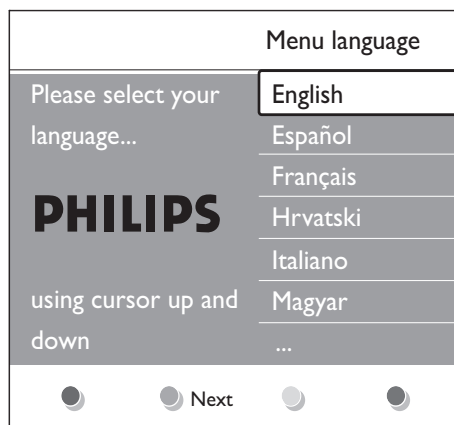 Menu language
Please select your
language...
PHILIPS
using cursor up and
down
English
Español
Français
Hrvatski
Italiano
Magyar
...
Next